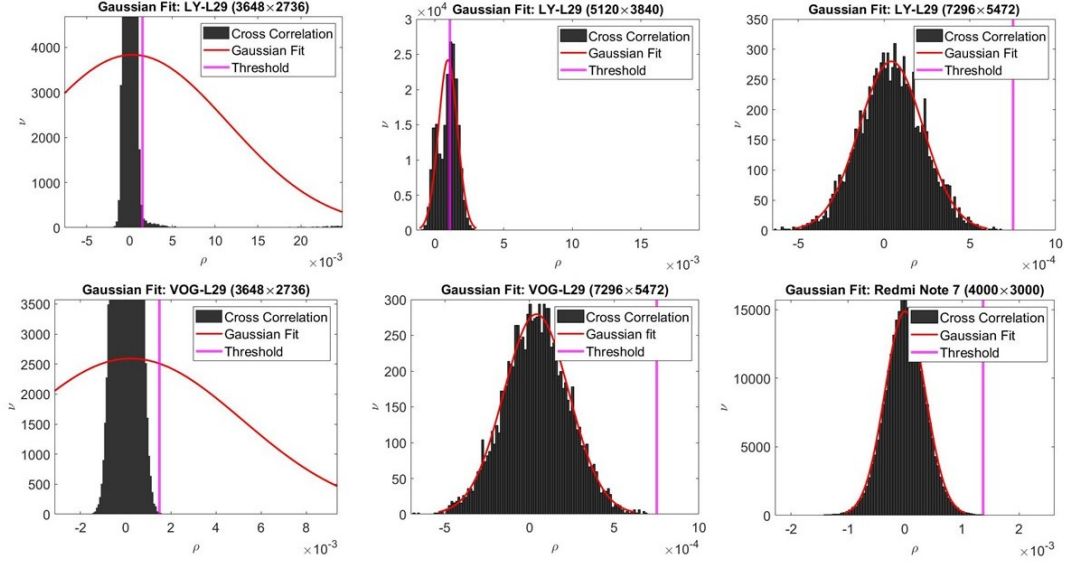 Gaussian Fit: LY-L29 (3648×2736)
4000
3000
2000
1000
0
ν
-5
0
5
10
15
20
ρ
×10⁻³
Cross Correlation
Gaussian Fit
Threshold
Gaussian Fit: LY-L29 (5120×3840)
×10⁴
3
2.5
2
1.5
1
0.5
0
ν
0
5
10
15
ρ
×10⁻³
Cross Correlation
Gaussian Fit
Threshold
Gaussian Fit: LY-L29 (7296×5472)
350
300
250
200
150
100
50
0
ν
-5
0
5
10
ρ
×10⁻⁴
Cross Correlation
Gaussian Fit
Threshold
Gaussian Fit: VOG-L29 (3648×2736)
3500
3000
2500
2000
1500
1000
500
0
ν
-2
0
2
4
6
8
ρ
×10⁻³
Cross Correlation
Gaussian Fit
Threshold
Gaussian Fit: VOG-L29 (7296×5472)
300
250
200
150
100
50
0
ν
-5
0
5
10
ρ
×10⁻⁴
Cross Correlation
Gaussian fit
Threshold
Gaussian Fit: Redmi Note 7 (4000×3000)
15000
10000
5000
0
ν
-2
-1
0
1
2
ρ
×10⁻³
Cross Correlation
Gaussian Fit
Threshold